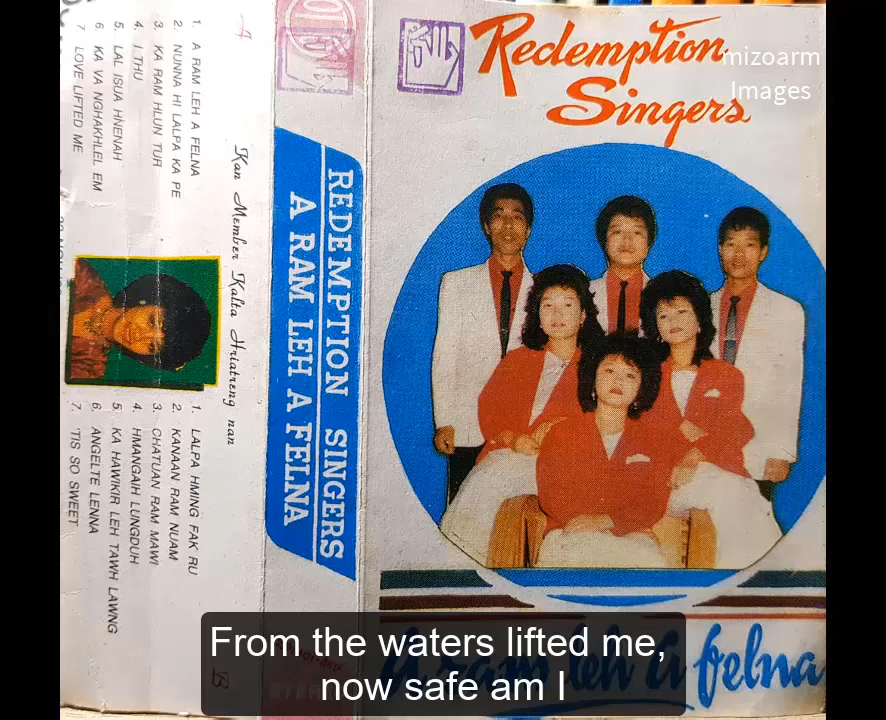 A
1. A RAM LEH A FELNA
2. NUNNA HI LALPA KA PE
3. KA RAM HLUN TUR
4. I THU
5. LAL ISUA HNENAH
6. KA VA NGHAKHLEL EM
7 LOVE LIFTED ME
Kan Member Kalta Hriatreng nan
1. LALPA HMING FAK RU
2. KANAAN RAM NUAM
3. CHATUAN RAM MAWI
4. HMANGAIH LUNGDUH
5. KA HAWIKIR LEH TAWH LAWNG
6. ANGELTE LENNA
7. 'TIS SO SWEET
B
REDEMPTION SINGERS
A RAM LEH A FELNA
Redemption
Singers
mizoarm
Images
A ram leh A felna
From the waters lifted me,
now safe am I